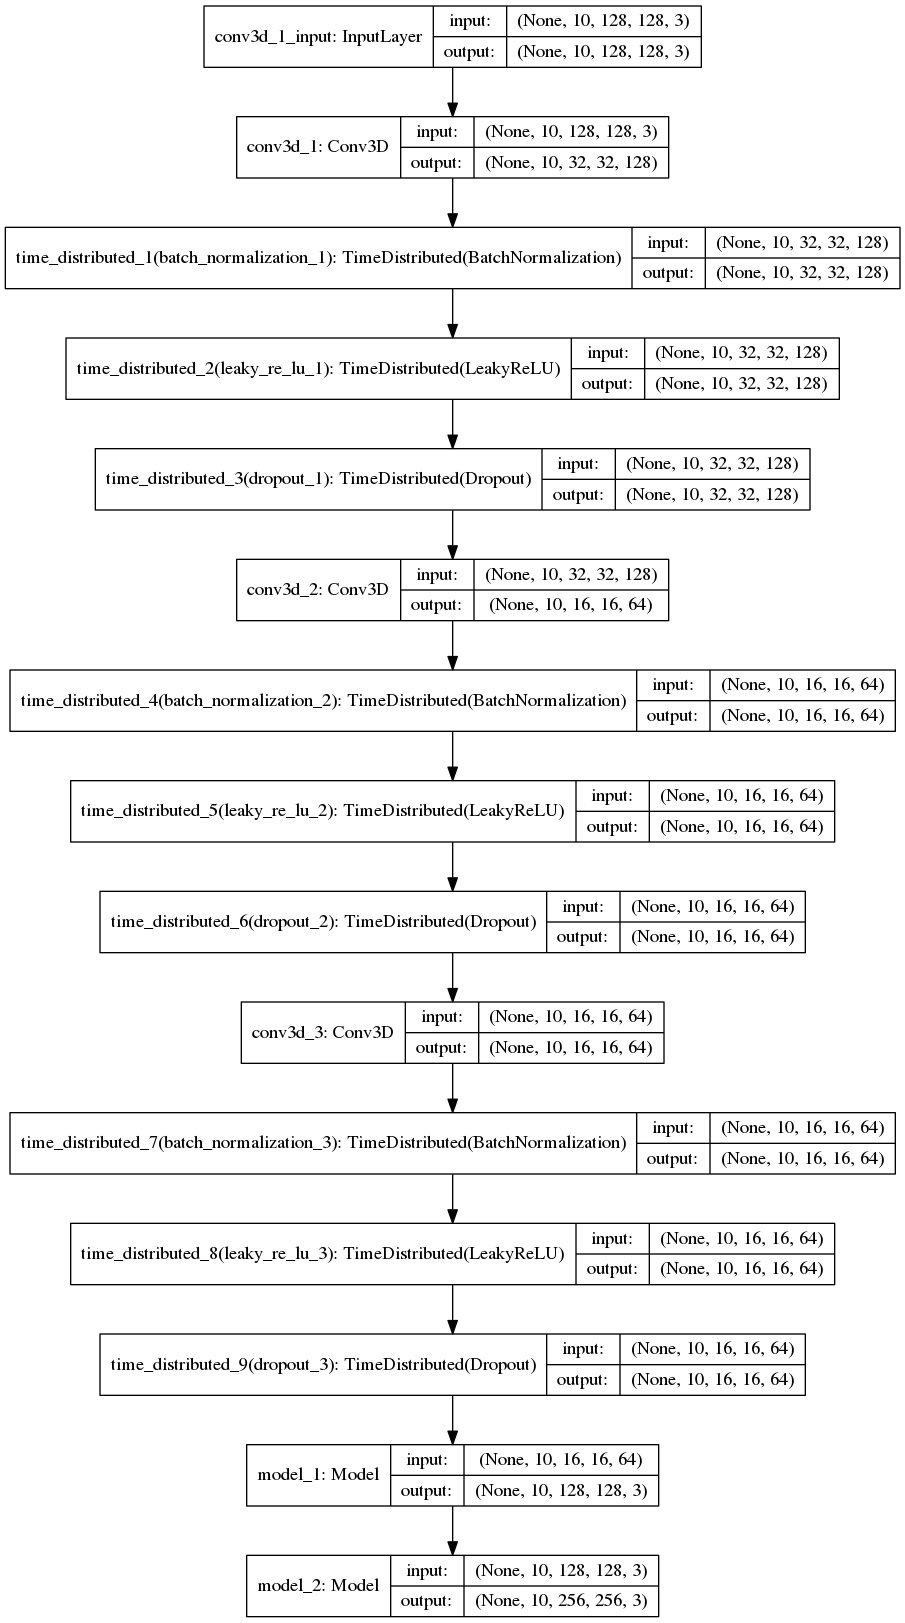 conv3d_1_input: InputLayer
input: (None, 10, 128, 128, 3)
output: (None, 10, 128, 128, 3)
conv3d_1: Conv3D
input: (None, 10, 128, 128, 3)
output: (None, 10, 32, 32, 128)
time_distributed_1(batch_normalization_1): TimeDistributed(BatchNormalization)
input: (None, 10, 32, 32, 128)
output: (None, 10, 32, 32, 128)
time_distributed_2(leaky_re_lu_1): TimeDistributed(LeakyReLU)
input: (None, 10, 32, 32, 128)
output: (None, 10, 32, 32, 128)
time_distributed_3(dropout_1): TimeDistributed(Dropout)
input: (None, 10, 32, 32, 128)
output: (None, 10, 32, 32, 128)
conv3d_2: Conv3D
input: (None, 10, 32, 32, 128)
output: (None, 10, 16, 16, 64)
time_distributed_4(batch_normalization_2): TimeDistributed(BatchNormalization)
input: (None, 10, 16, 16, 64)
output: (None, 10, 16, 16, 64)
time_distributed_5(leaky_re_lu_2): TimeDistributed(LeakyReLU)
input: (None, 10, 16, 16, 64)
output: (None, 10, 16, 16, 64)
time_distributed_6(dropout_2): TimeDistributed(Dropout)
input: (None, 10, 16, 16, 64)
output: (None, 10, 16, 16, 64)
conv3d_3: Conv3D
input: (None, 10, 16, 16, 64)
output: (None, 10, 16, 16, 64)
time_distributed_7(batch_normalization_3): TimeDistributed(BatchNormalization)
input: (None, 10, 16, 16, 64)
output: (None, 10, 16, 16, 64)
time_distributed_8(leaky_re_lu_3): TimeDistributed(LeakyReLU)
input: (None, 10, 16, 16, 64)
output: (None, 10, 16, 16, 64)
time_distributed_9(dropout_3): TimeDistributed(Dropout)
input: (None, 10, 16, 16, 64)
output: (None, 10, 16, 16, 64)
model_1: Model
input: (None, 10, 16, 16, 64)
output: (None, 10, 128, 128, 3)
model_2: Model
input: (None, 10, 128, 128, 3)
output: (None, 10, 256, 256, 3)